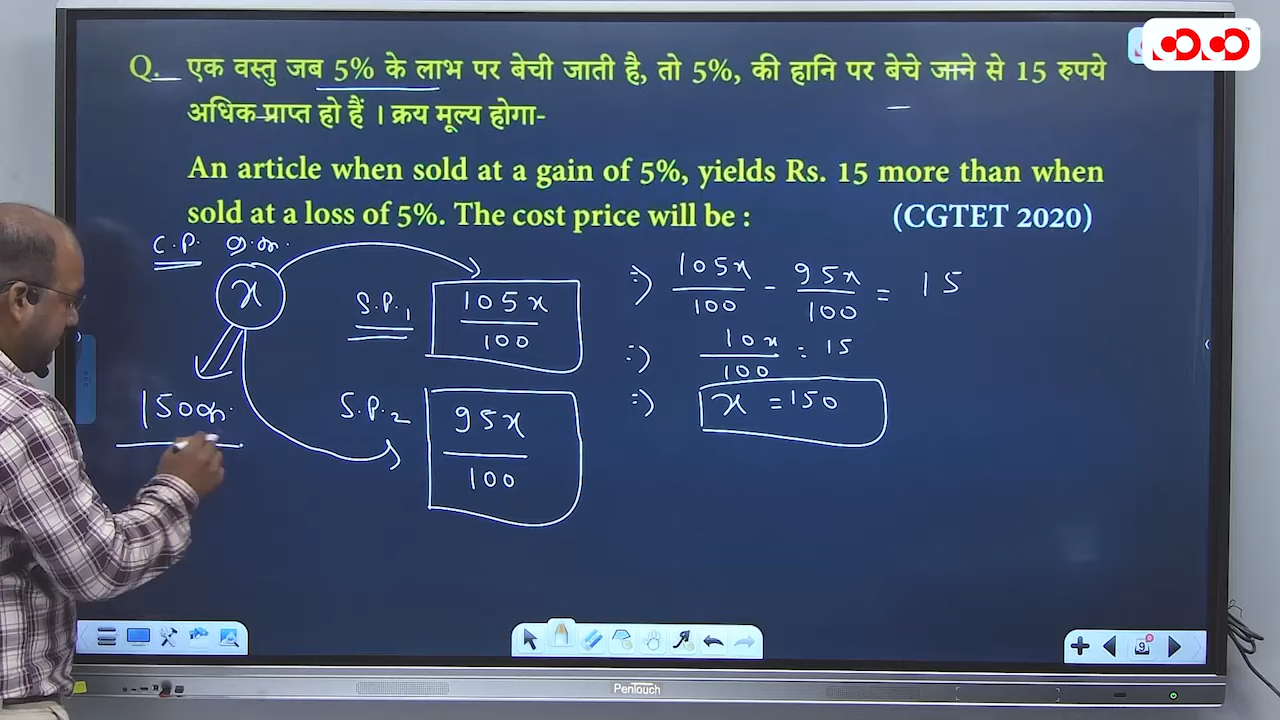 Q. एक वस्तु जब 5% के लाभ पर बेची जाती है, तो 5%, की हानि पर बेचे जाने से 15 रुपये
अधिक प्राप्त हो हैं । क्रय मूल्य होगा-
An article when sold at a gain of 5%, yields Rs. 15 more than when
sold at a loss of 5%. The cost price will be : (CGTET 2020)
C.P.
x
S.P.1 105x/100
S.P.2 95x/100
150
=> 105x/100 - 95x/100 = 15
=> 10x/100 = 15
=> x = 150
9
PenTouch